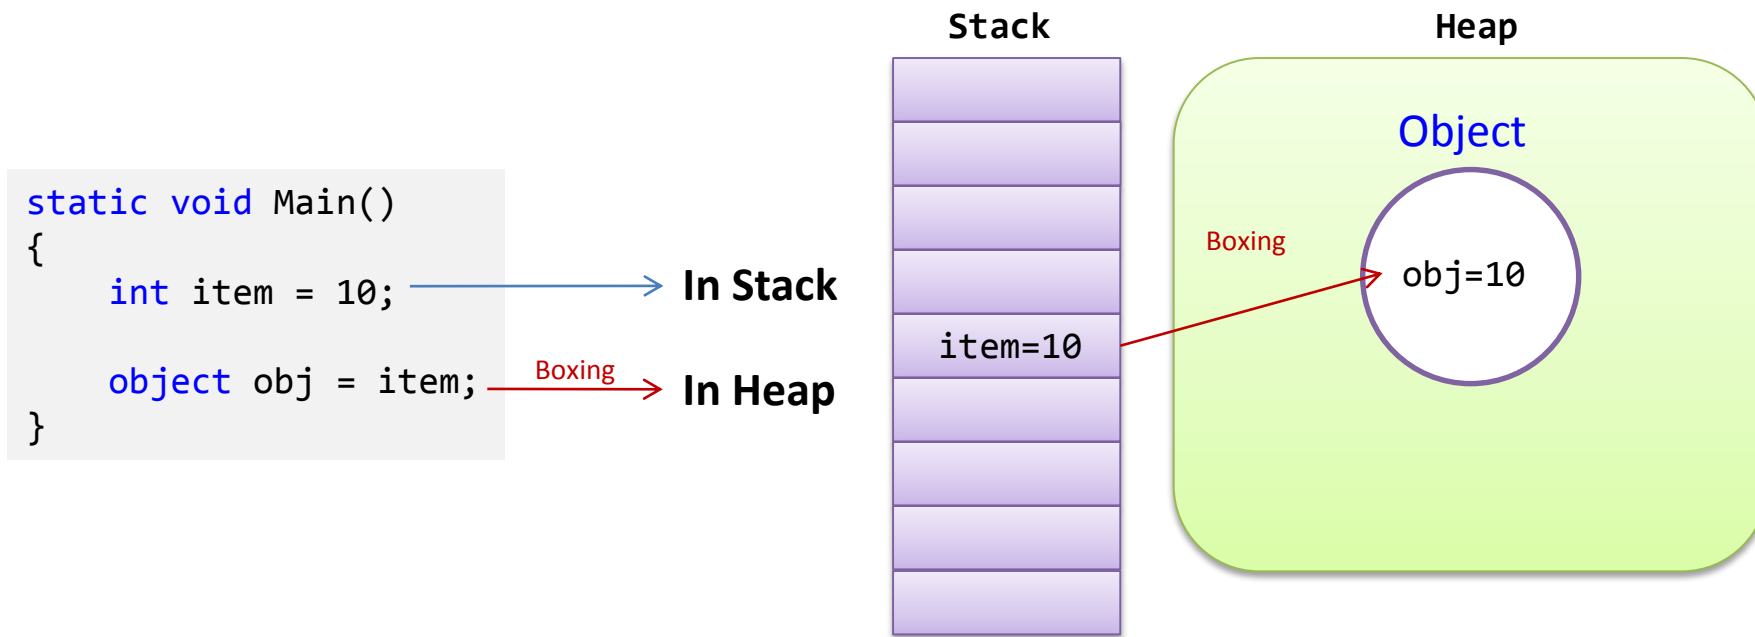 static void Main()
{
int item = 10;
object obj = item;
}
Boxing
In Stack
In Heap
Stack
item=10
Heap
Object
Boxing
obj=10